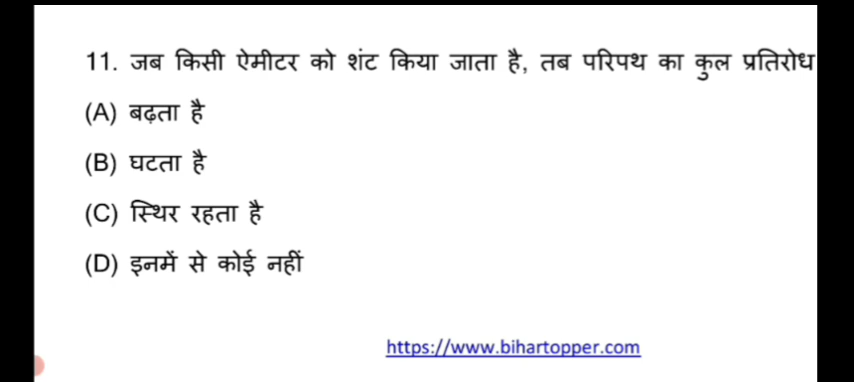 11. जब किसी ऐमीटर को शंट किया जाता है, तब परिपथ का कुल प्रतिरोध
(A) बढ़ता है
(B) घटता है
(C) स्थिर रहता है
(D) इनमें से कोई नहीं
https://www.bihartopper.com